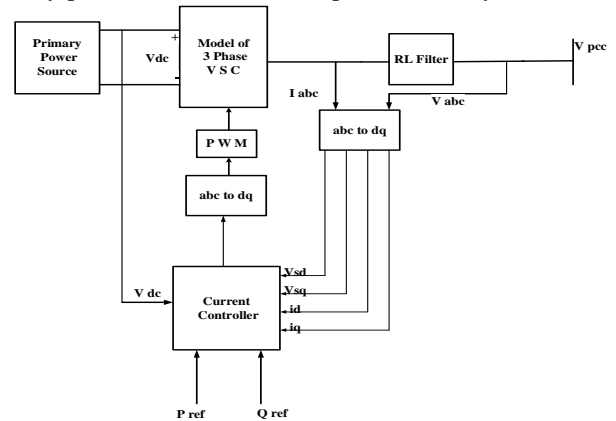 Primary
Power
Source
Vdc
+
-
Model of
3 Phase
V S C
RL Filter
V pcc
I abc
V abc
abc to dq
P W M
abc to dq
Vsd
Vsq
id
iq
V dc
Current
Controller
P ref
Q ref